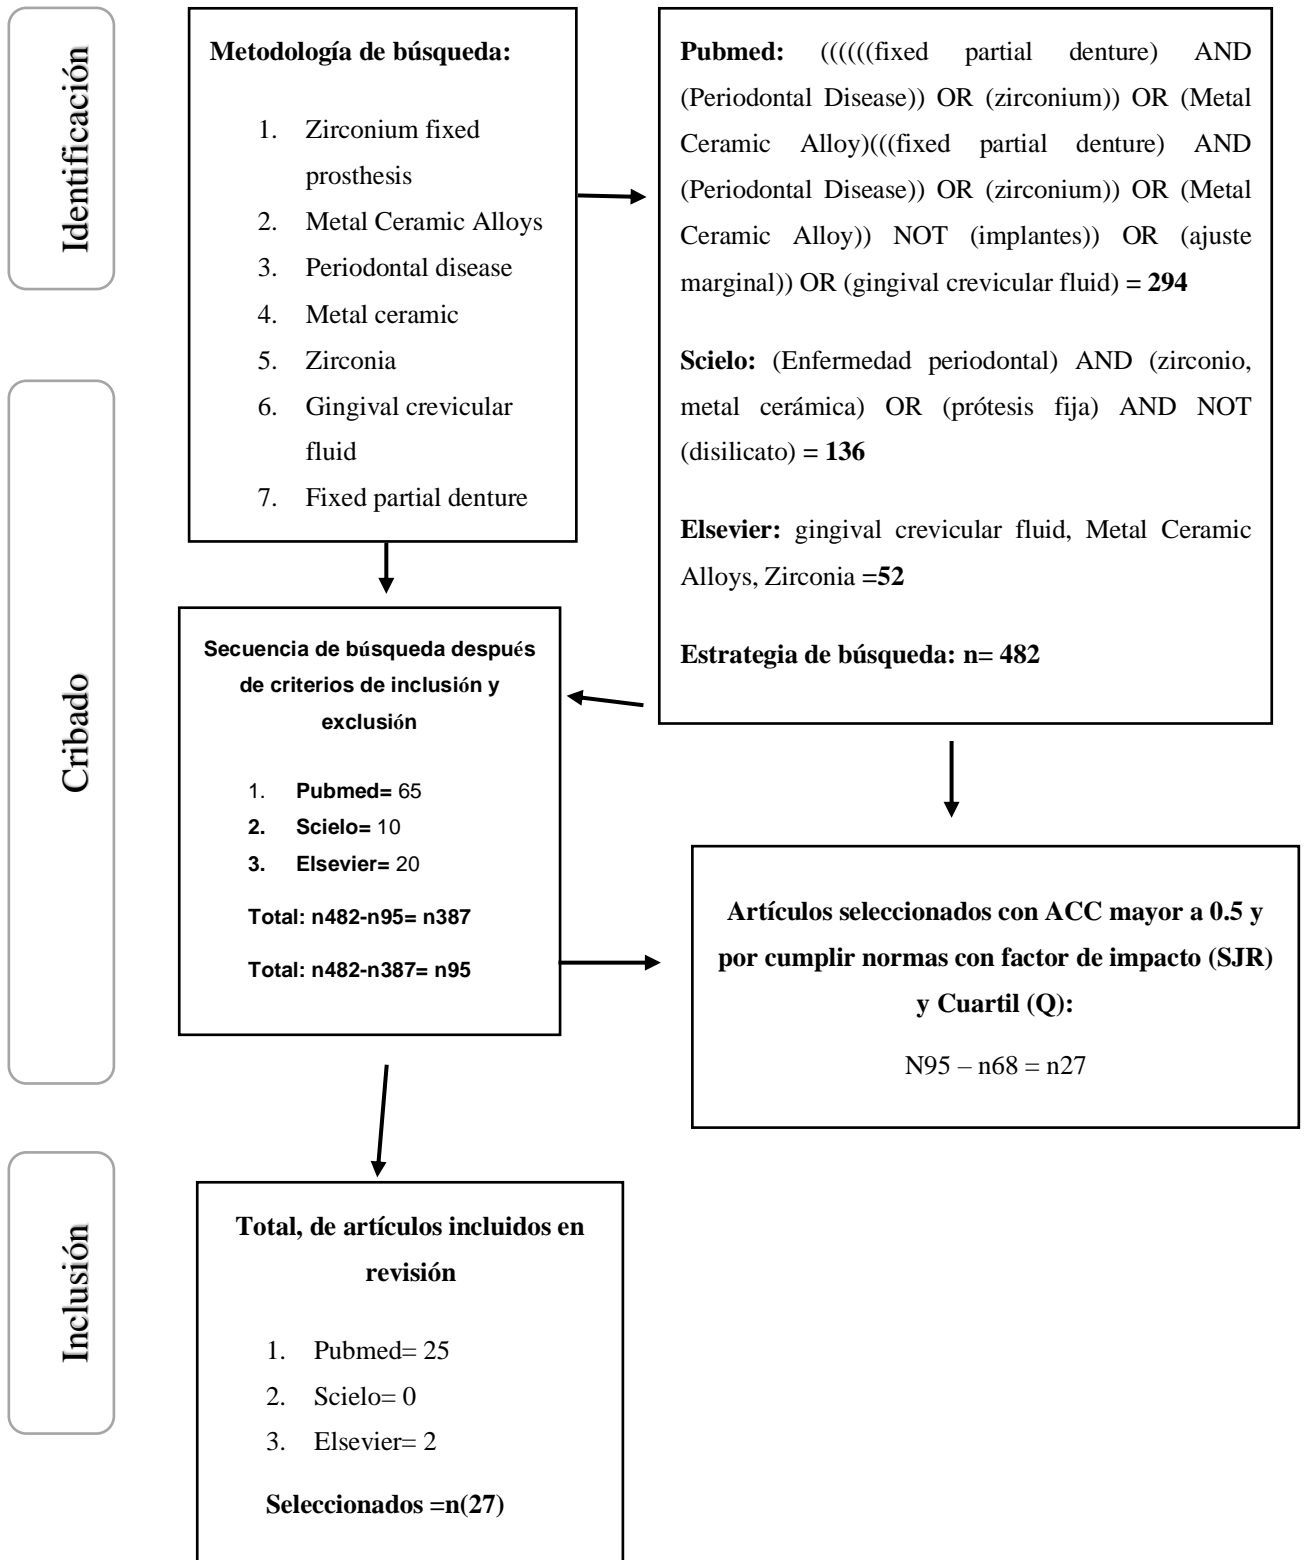 Identificación
Metodología de búsqueda:
1. Zirconium fixed
prosthesis
2. Metal Ceramic Alloys
3. Periodontal disease
4. Metal ceramic
5. Zirconia
6. Gingival crevicular
fluid
7. Fixed partial denture
Pubmed: ((((((fixed partial denture) AND
(Periodontal Disease)) OR (zirconium)) OR (Metal
Ceramic Alloy)(((fixed partial denture) AND
(Periodontal Disease)) OR (zirconium)) OR (Metal
Ceramic Alloy)) NOT (implantes)) OR (ajuste
marginal)) OR (gingival crevicular fluid) = 294
Scielo: (Enfermedad periodontal) AND (zirconio,
metal cerámica) OR (prótesis fija) AND NOT
(disilicato) = 136
Elsevier: gingival crevicular fluid, Metal Ceramic
Alloys, Zirconia =52
Estrategia de búsqueda: n= 482
Cribado
Secuencia de búsqueda después
de criterios de inclusión y
exclusión
1. Pubmed= 65
2. Scielo= 10
3. Elsevier= 20
Total: n482-n95= n387
Total: n482-n387= n95
Artículos seleccionados con ACC mayor a 0.5 y
por cumplir normas con factor de impacto (SJR)
y Cuartil (Q):
N95 – n68 = n27
Inclusión
Total, de artículos incluidos en
revisión
1. Pubmed= 25
2. Scielo= 0
3. Elsevier= 2
Seleccionados =n(27)